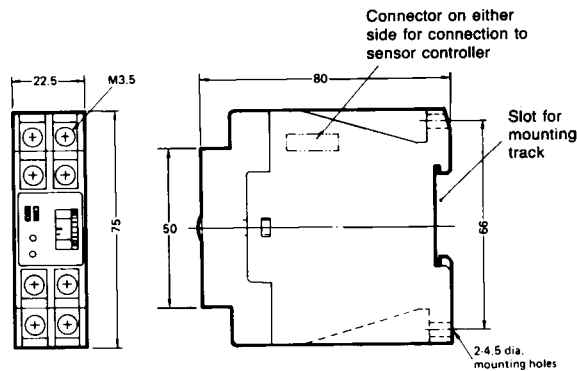 Connector on either
side for connection to
sensor controller
22.5
M3.5
80
Slot for
mounting
track
75
50
66
2-4.5 dia.
mounting holes